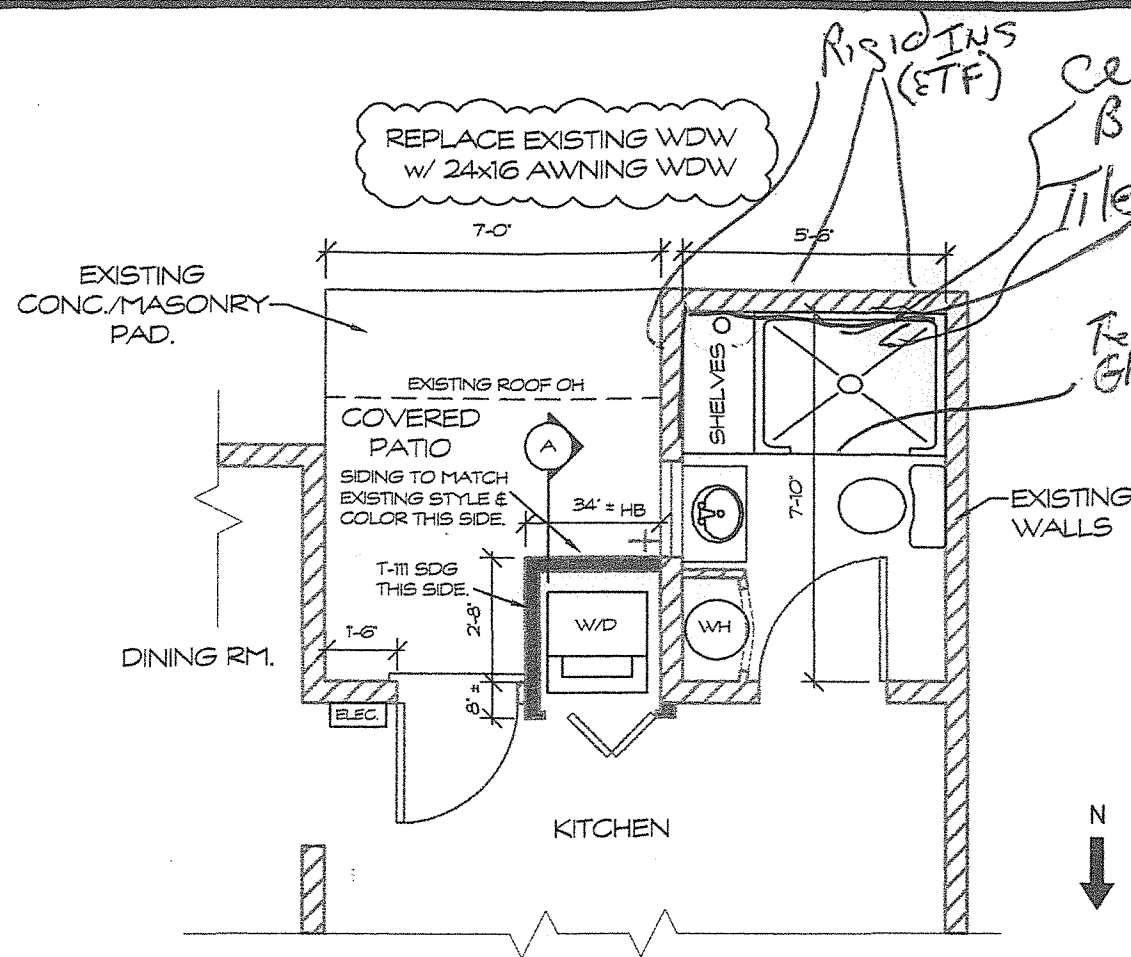 Rigid INS
(ETF)
REPLACE EXISTING WDW
w/ 24x16 AWNING WDW
7'-0"
5'-6"
EXISTING
CONC./MASONRY
PAD.
EXISTING ROOF OH
COVERED
PATIO
A
SHELVES
SIDING TO MATCH
EXISTING STYLE &
COLOR THIS SIDE.
34" ± HB
7'-10"
EXISTING
WALLS
T-111 SDG
THIS SIDE.
2'-8"
W/D
WH
1'-6"
DINING RM.
8" ±
ELEC.
KITCHEN
N